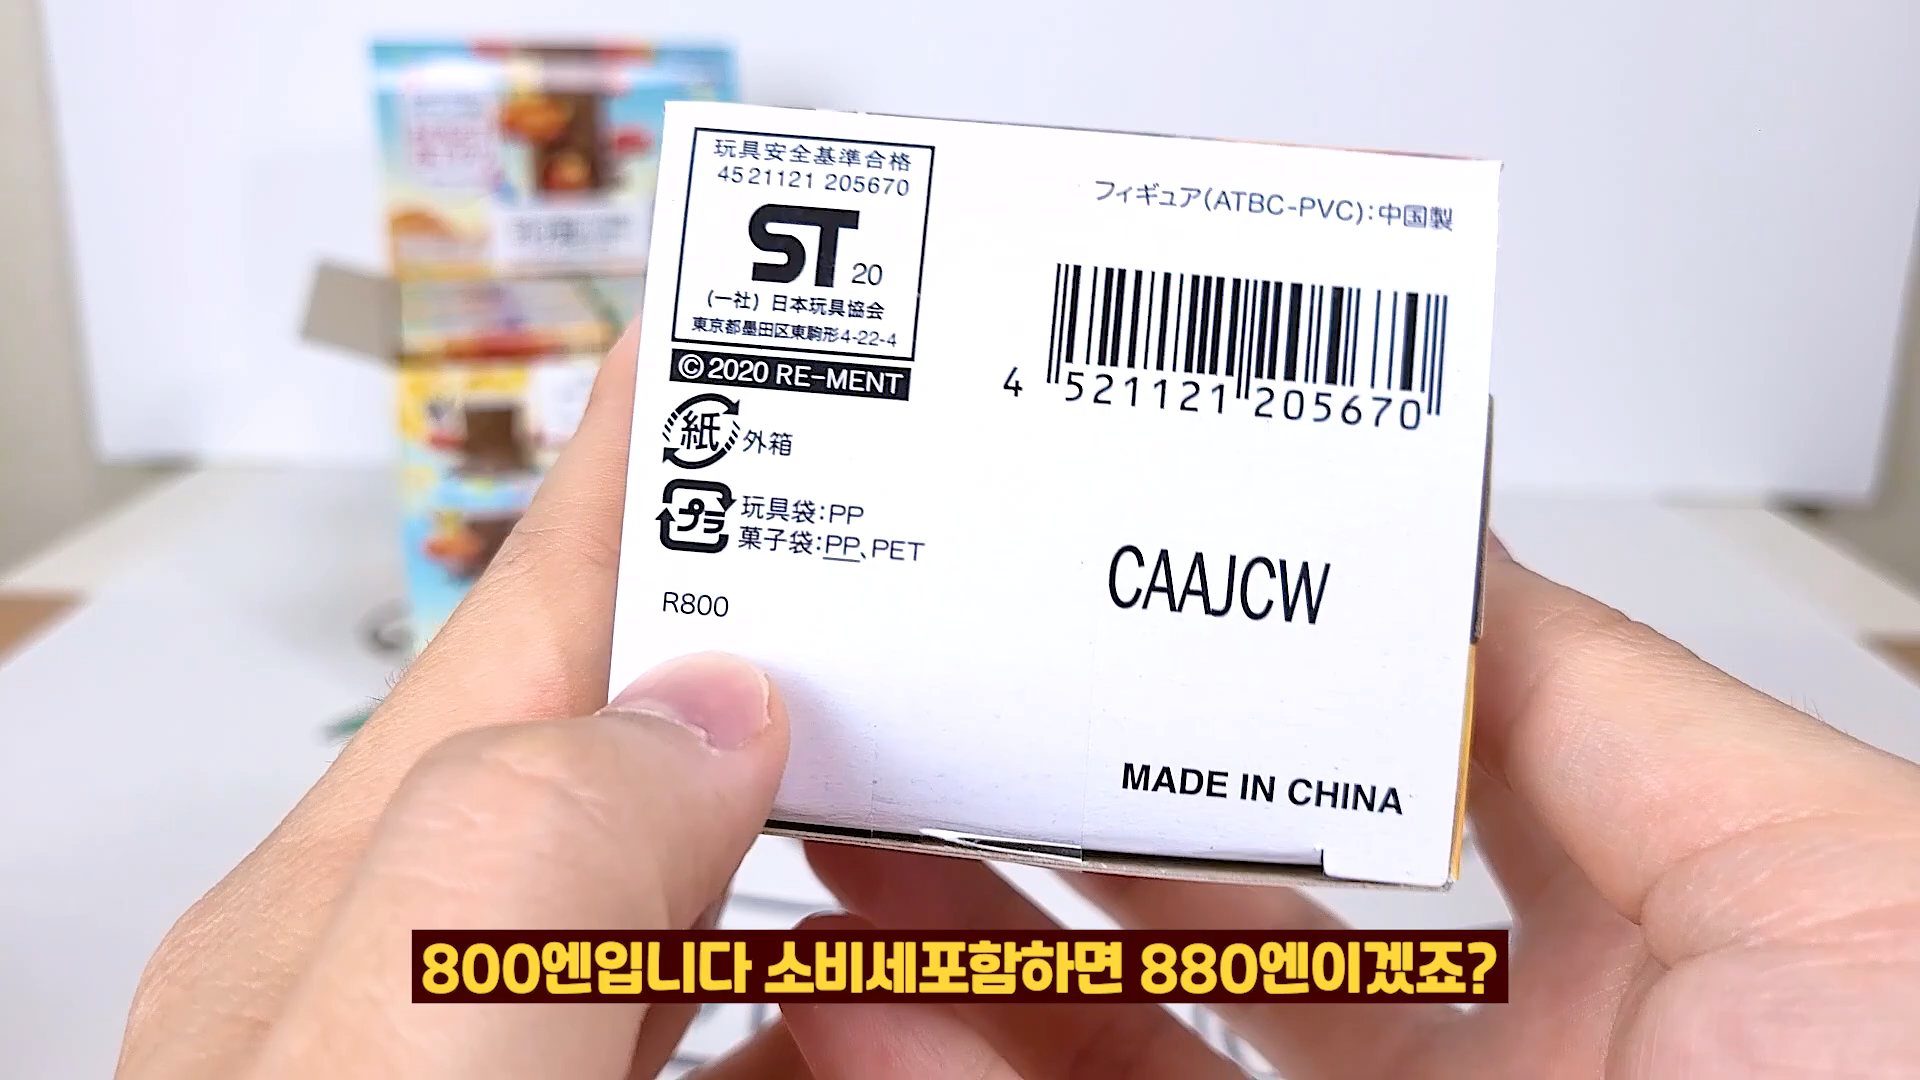 玩具安全基準合格
4521121 205670
ST 20
(一社) 日本玩具協会
東京都墨田区東駒形4-22-4
© 2020 RE-MENT
紙 外箱
プラ 玩具袋:PP
菓子袋:PP、PET
R800
フィギュア(ATBC-PVC):中国製
4 521121 205670
CAAJCW
MADE IN CHINA
800엔입니다 소비세포함하면 880엔이겠죠?